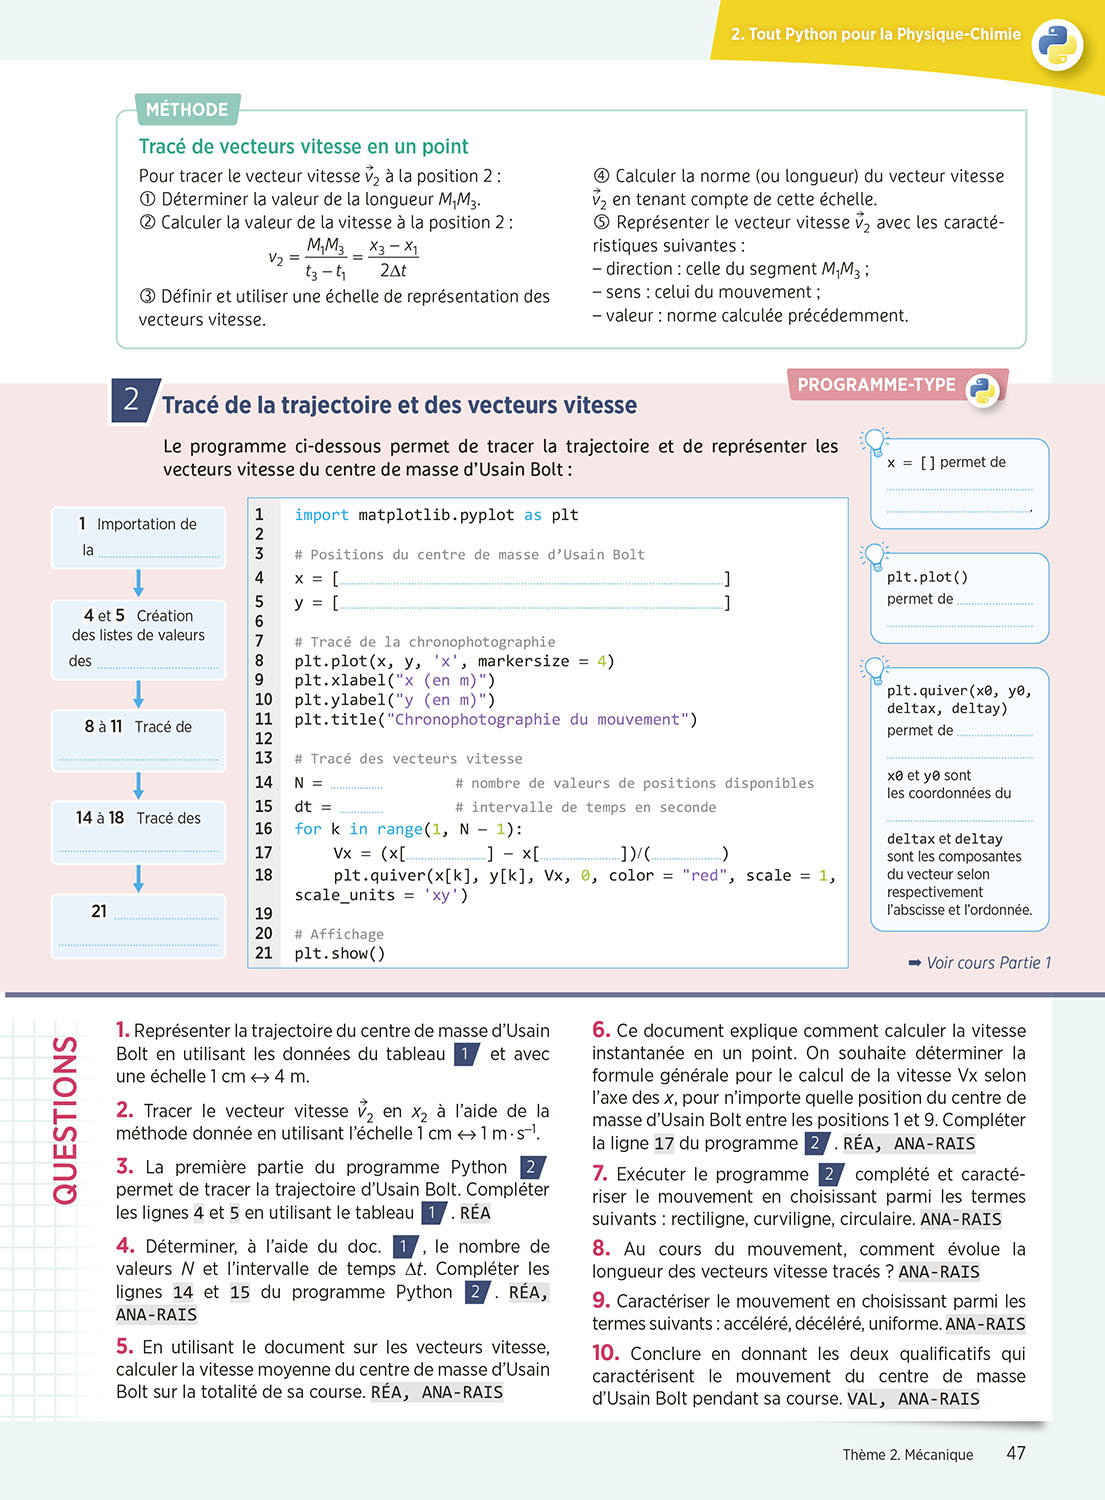 2. Tout Python pour la Physique-Chimie
MÉTHODE
Tracé de vecteurs vitesse en un point
Pour tracer le vecteur vitesse v⃗₂ à la position 2 :
① Déterminer la valeur de la longueur M₁M₃.
② Calculer la valeur de la vitesse à la position 2 :
v₂ = M₁M₃ / (t₃ – t₁) = (x₃ – x₁) / 2Δt
③ Définir et utiliser une échelle de représentation des
vecteurs vitesse.
④ Calculer la norme (ou longueur) du vecteur vitesse
v⃗₂ en tenant compte de cette échelle.
⑤ Représenter le vecteur vitesse v⃗₂ avec les caracté-
ristiques suivantes :
– direction : celle du segment M₁M₃ ;
– sens : celui du mouvement ;
– valeur : norme calculée précédemment.
PROGRAMME-TYPE
2 Tracé de la trajectoire et des vecteurs vitesse
Le programme ci-dessous permet de tracer la trajectoire et de représenter les
vecteurs vitesse du centre de masse d'Usain Bolt :
1 Importation de
la ..........
4 et 5 Création
des listes de valeurs
des ..........
8 à 11 Tracé de
..........
14 à 18 Tracé des
..........
21 ..........
..........
1 import matplotlib.pyplot as plt
2
3 # Positions du centre de masse d'Usain Bolt
4 x = [..........]
5 y = [..........]
6
7 # Tracé de la chronophotographie
8 plt.plot(x, y, 'x', markersize = 4)
9 plt.xlabel("x (en m)")
10 plt.ylabel("y (en m)")
11 plt.title("Chronophotographie du mouvement")
12
13 # Tracé des vecteurs vitesse
14 N = .......... # nombre de valeurs de positions disponibles
15 dt = .......... # intervalle de temps en seconde
16 for k in range(1, N – 1):
17 Vx = (x[..........] – x[..........])/(..........)
18 plt.quiver(x[k], y[k], Vx, 0, color = "red", scale = 1,
scale_units = 'xy')
19
20 # Affichage
21 plt.show()
x = [] permet de
..........
...........
plt.plot()
permet de ..........
..........
plt.quiver(x0, y0,
deltax, deltay)
permet de ..........
..........
x0 et y0 sont
les coordonnées du
..........
deltax et deltay
sont les composantes
du vecteur selon
respectivement
l'abscisse et l'ordonnée.
➡ Voir cours Partie 1
QUESTIONS
1. Représenter la trajectoire du centre de masse d'Usain
Bolt en utilisant les données du tableau 1 et avec
une échelle 1 cm ↔ 4 m.
2. Tracer le vecteur vitesse v⃗₂ en x₂ à l'aide de la
méthode donnée en utilisant l'échelle 1 cm ↔ 1 m·s⁻¹.
3. La première partie du programme Python 2
permet de tracer la trajectoire d'Usain Bolt. Compléter
les lignes 4 et 5 en utilisant le tableau 1 . RÉA
4. Déterminer, à l'aide du doc. 1 , le nombre de
valeurs N et l'intervalle de temps Δt. Compléter les
lignes 14 et 15 du programme Python 2 . RÉA,
ANA-RAIS
5. En utilisant le document sur les vecteurs vitesse,
calculer la vitesse moyenne du centre de masse d'Usain
Bolt sur la totalité de sa course. RÉA, ANA-RAIS
6. Ce document explique comment calculer la vitesse
instantanée en un point. On souhaite déterminer la
formule générale pour le calcul de la vitesse Vx selon
l'axe des x, pour n'importe quelle position du centre de
masse d'Usain Bolt entre les positions 1 et 9. Compléter
la ligne 17 du programme 2 . RÉA, ANA-RAIS
7. Exécuter le programme 2 complété et caracté-
riser le mouvement en choisissant parmi les termes
suivants : rectiligne, curviligne, circulaire. ANA-RAIS
8. Au cours du mouvement, comment évolue la
longueur des vecteurs vitesse tracés ? ANA-RAIS
9. Caractériser le mouvement en choisissant parmi les
termes suivants : accéléré, décéléré, uniforme. ANA-RAIS
10. Conclure en donnant les deux qualificatifs qui
caractérisent le mouvement du centre de masse
d'Usain Bolt pendant sa course. VAL, ANA-RAIS
Thème 2. Mécanique 47